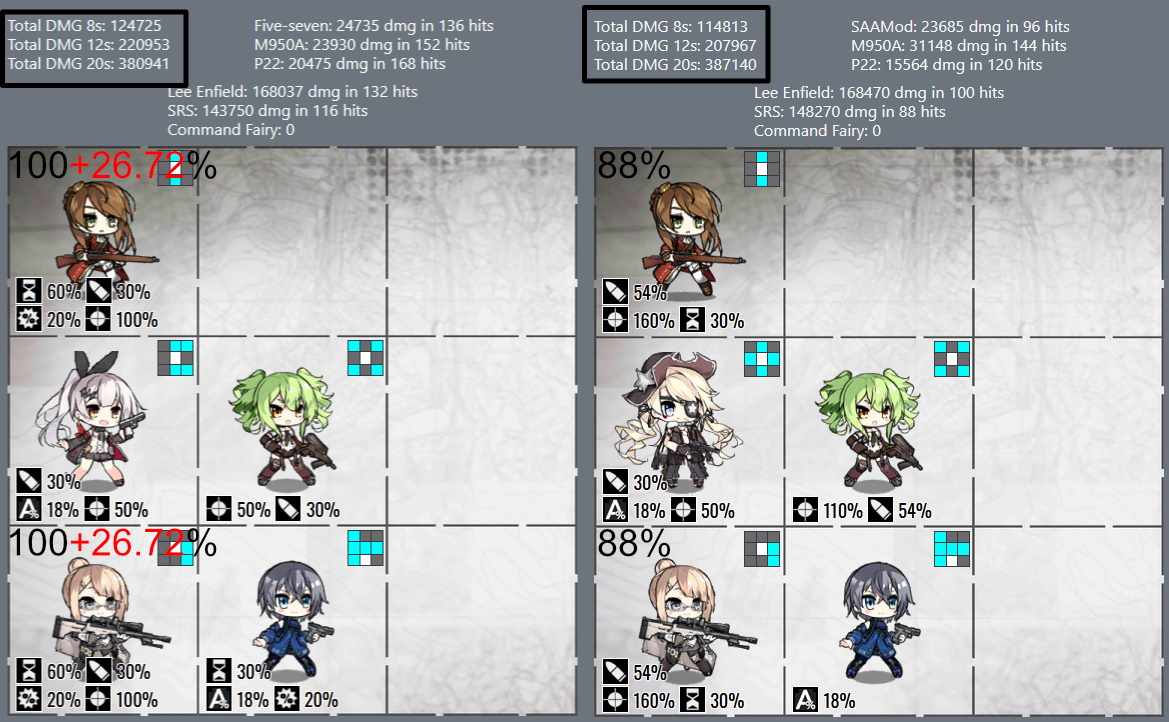 Total DMG 8s: 124725
Total DMG 12s: 220953
Total DMG 20s: 380941
Five-seven: 24735 dmg in 136 hits
M950A: 23930 dmg in 152 hits
P22: 20475 dmg in 168 hits
Lee Enfield: 168037 dmg in 132 hits
SRS: 143750 dmg in 116 hits
Command Fairy: 0
100+26.72%
60% 30%
20% 100%
30%
A% 18% 50%
50% 30%
100+26.72%
60% 30%
20% 100%
30%
A% 18% 20%
Total DMG 8s: 114813
Total DMG 12s: 207967
Total DMG 20s: 387140
SAAMod: 23685 dmg in 96 hits
M950A: 31148 dmg in 144 hits
P22: 15564 dmg in 120 hits
Lee Enfield: 168470 dmg in 100 hits
SRS: 148270 dmg in 88 hits
Command Fairy: 0
88%
54%
160% 30%
30%
A% 18% 50%
110% 54%
88%
54%
160% 30%
A% 18%